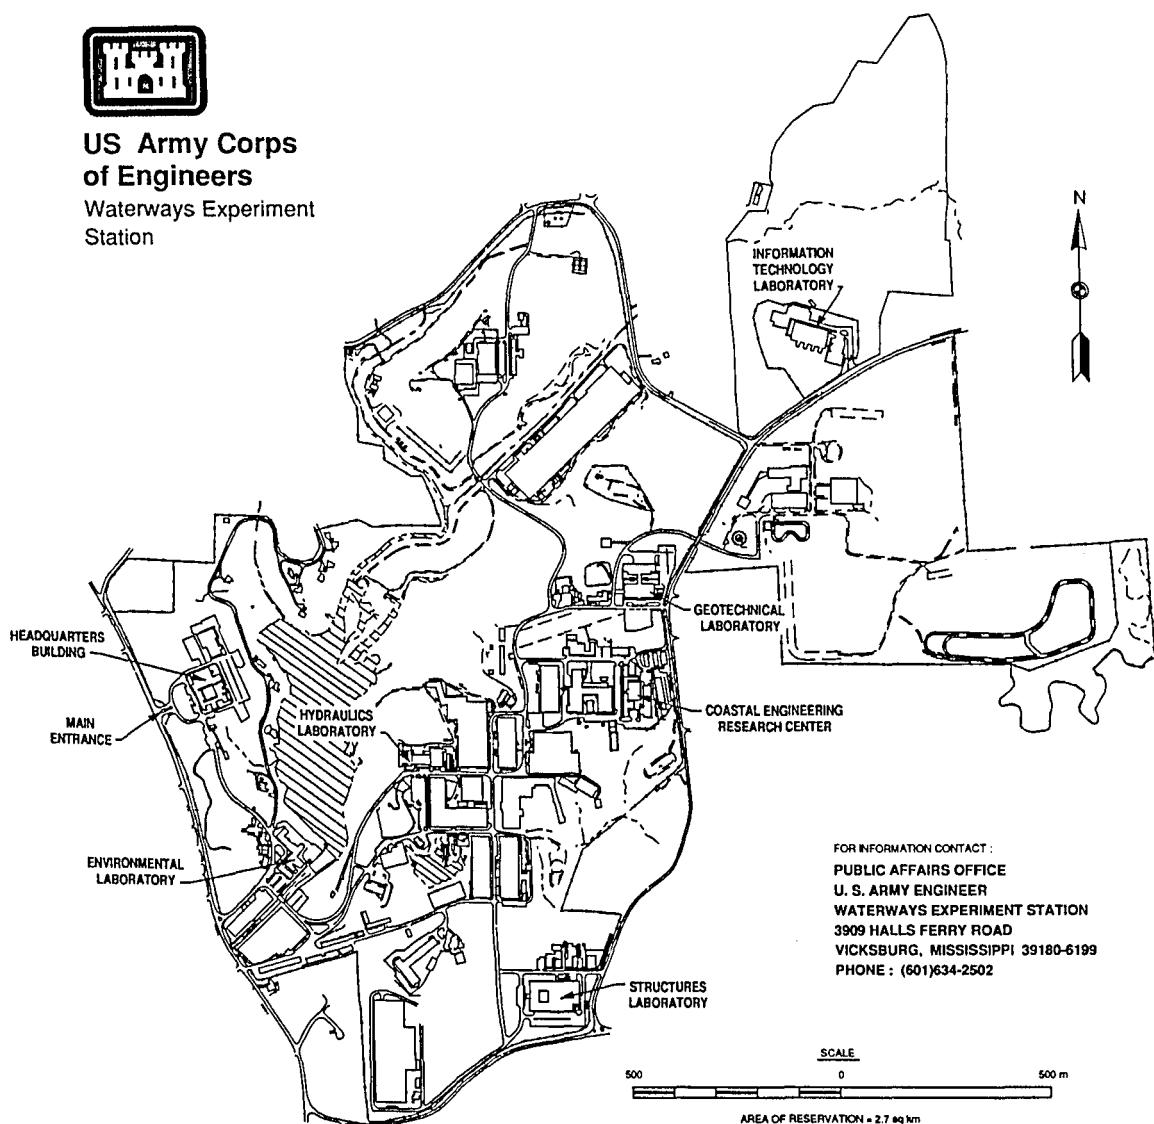 US Army Corps
of Engineers
Waterways Experiment
Station
N
INFORMATION
TECHNOLOGY
LABORATORY
GEOTECHNICAL
LABORATORY
HEADQUARTERS
BUILDING
MAIN
ENTRANCE
HYDRAULICS
LABORATORY
COASTAL ENGINEERING
RESEARCH CENTER
ENVIRONMENTAL
LABORATORY
STRUCTURES
LABORATORY
FOR INFORMATION CONTACT :
PUBLIC AFFAIRS OFFICE
U. S. ARMY ENGINEER
WATERWAYS EXPERIMENT STATION
3909 HALLS FERRY ROAD
VICKSBURG, MISSISSIPPI 39180-6199
PHONE : (601)634-2502
SCALE
500 0 500 m
AREA OF RESERVATION = 2.7 sq km